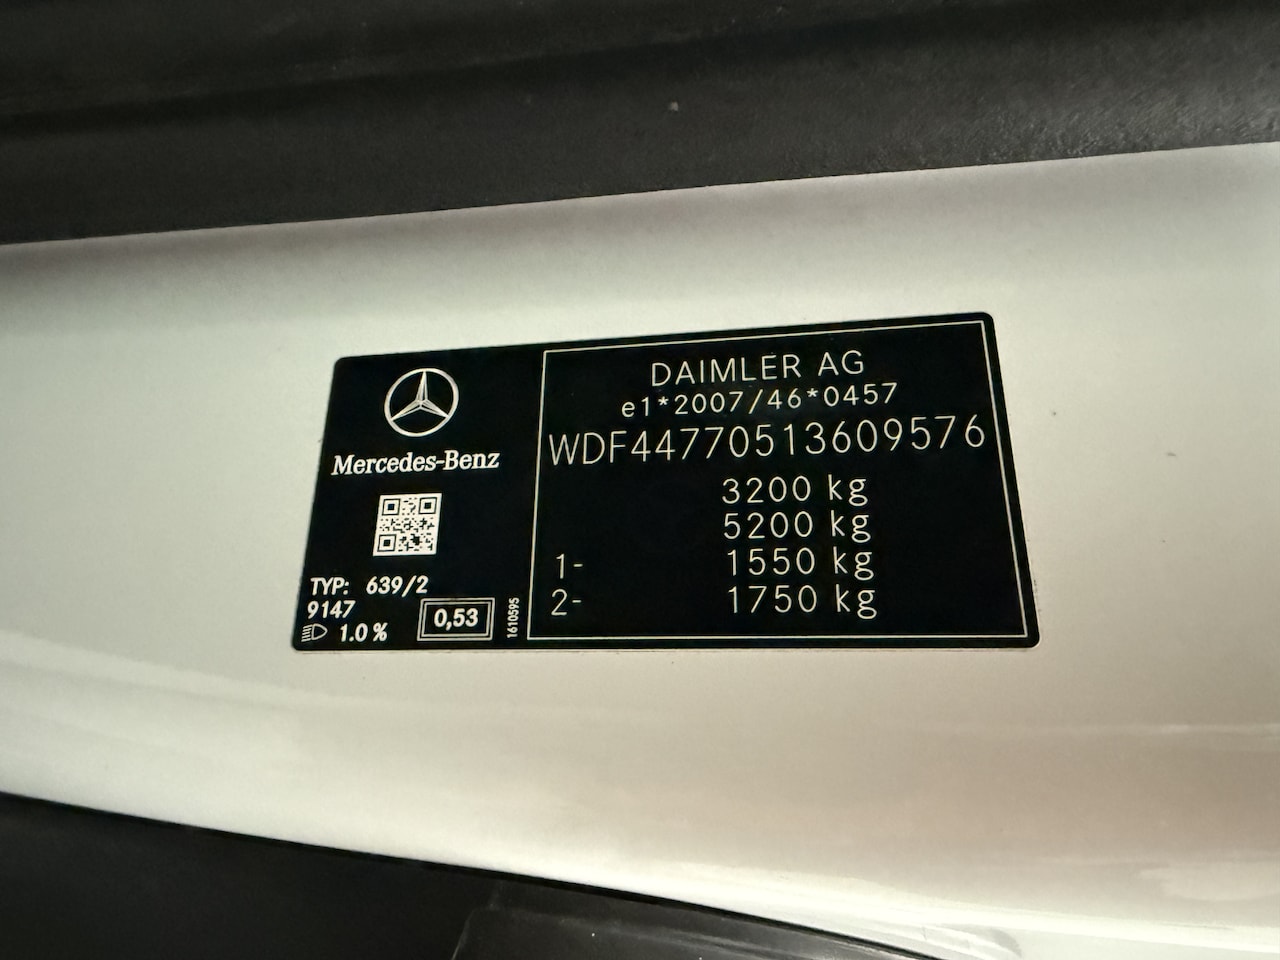 Mercedes-Benz
TYP: 639/2
9147
1.0 %
0,53
1610595
DAIMLER AG
e1*2007/46*0457
WDF44770513609576
3200 kg
5200 kg
1- 1550 kg
2- 1750 kg